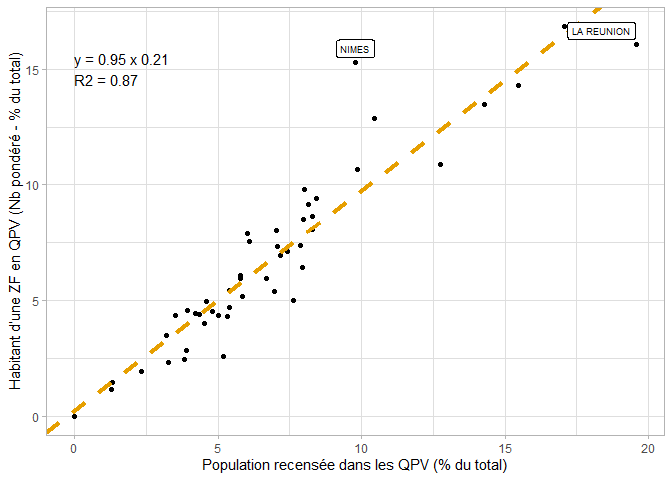 y = 0.95 x 0.21
R2 = 0.87
NIMES
LA REUNION
Habitant d'une ZF en QPV (Nb pondéré - % du total)
15
10
5
0
0
5
10
15
20
Population recensée dans les QPV (% du total)